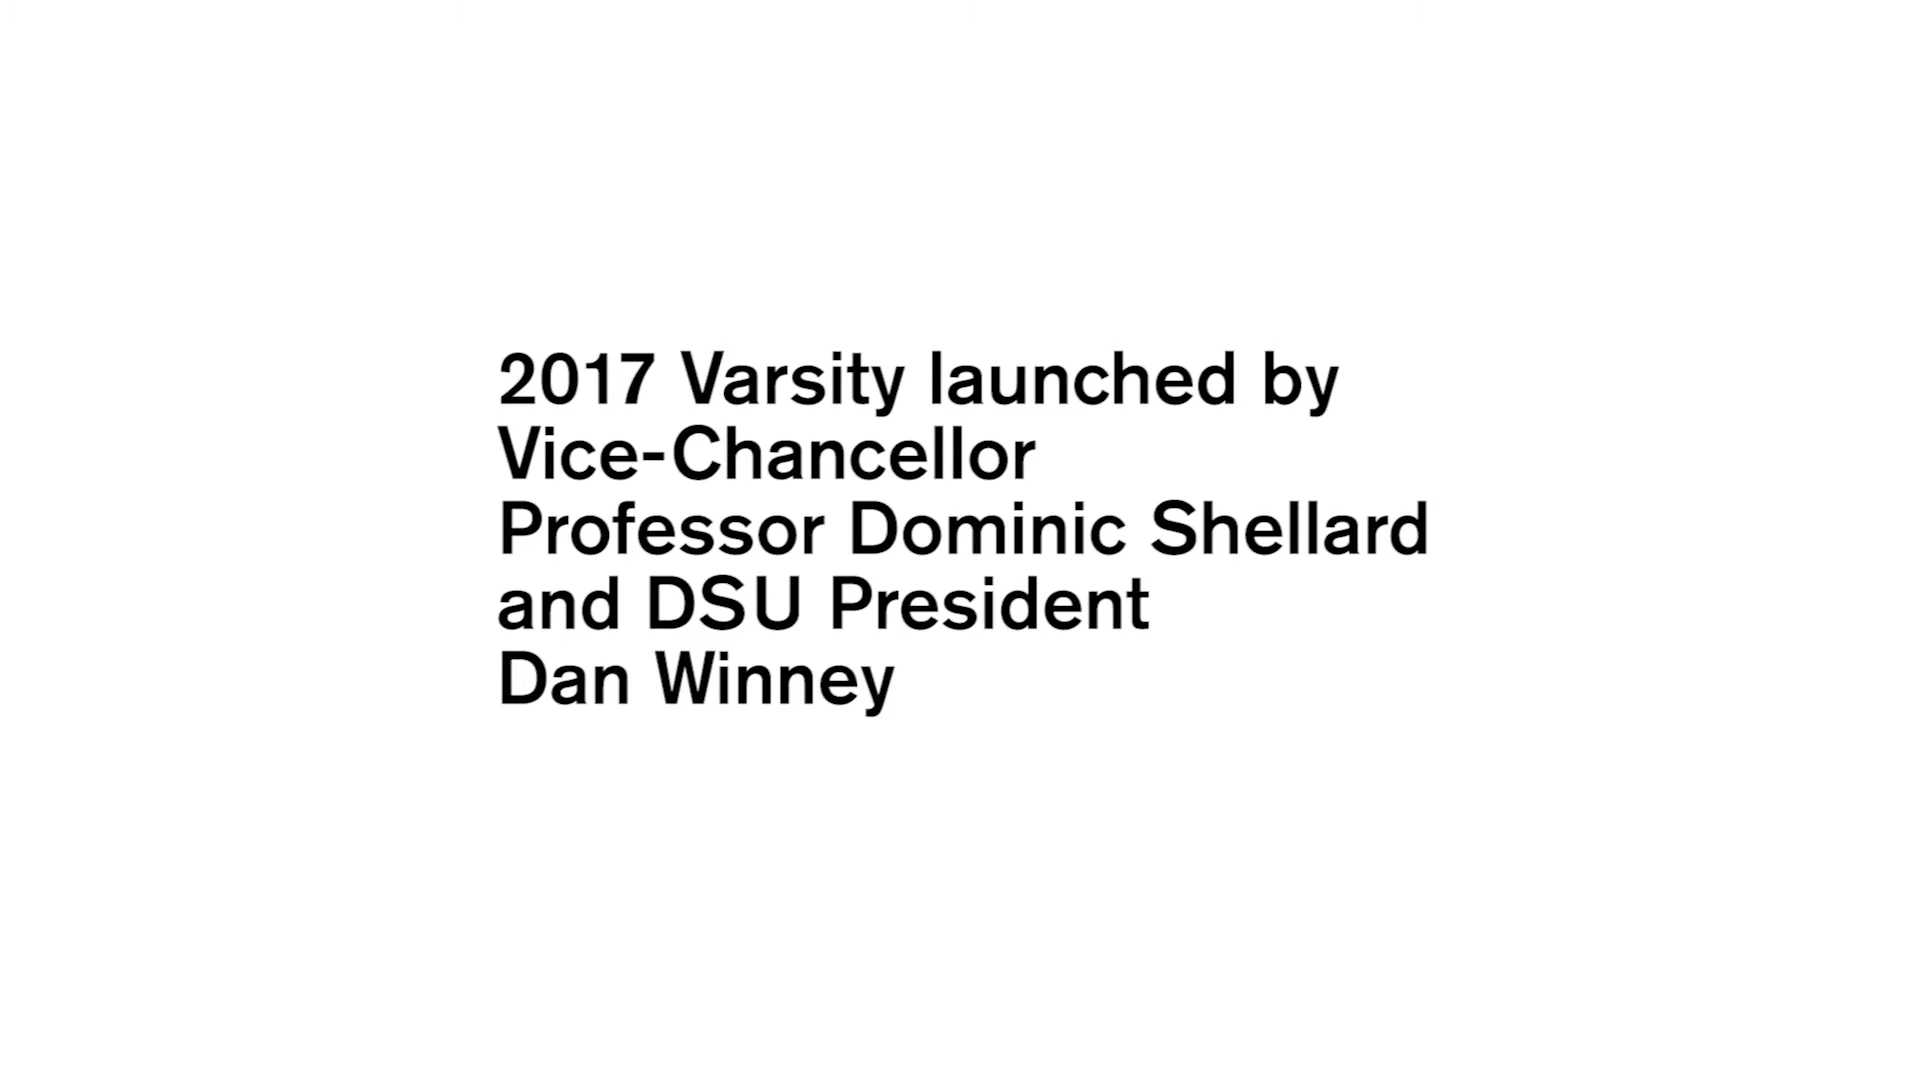 2017 Varsity launched by
Vice-Chancellor
Professor Dominic Shellard
and DSU President
Dan Winney